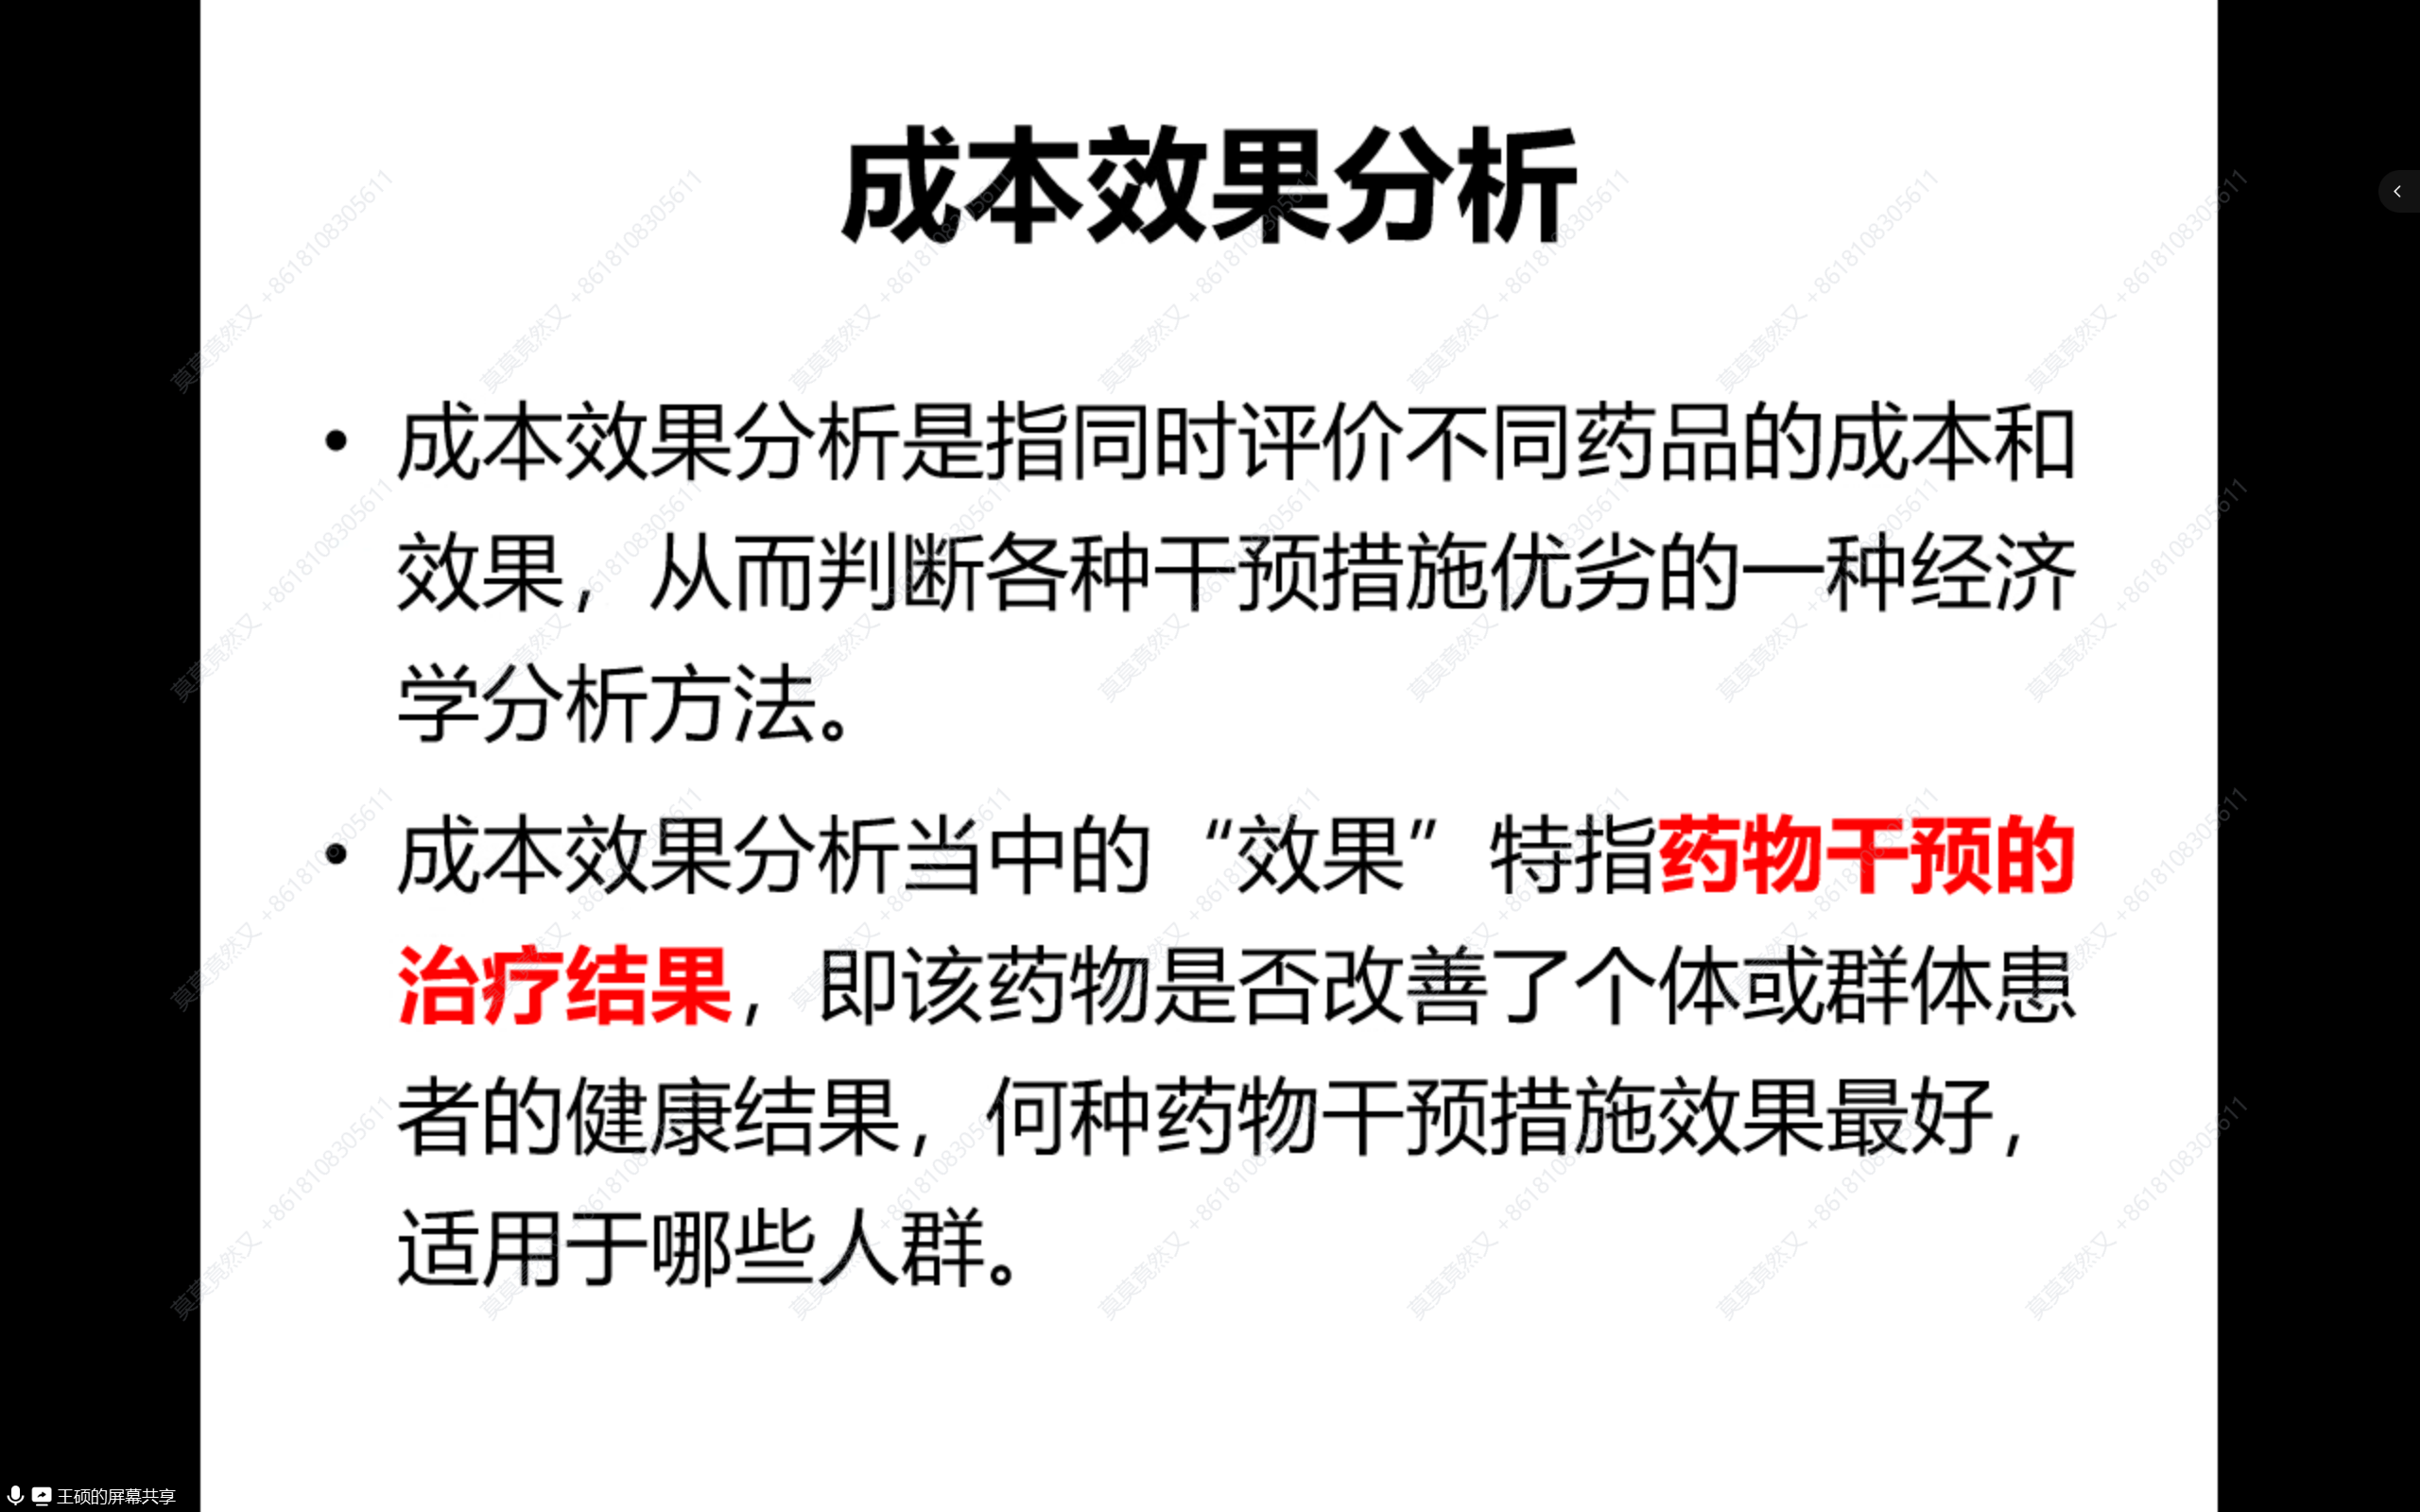 成本效果分析
• 成本效果分析是指同时评价不同药品的成本和
效果，从而判断各种干预措施优劣的一种经济
学分析方法。
• 成本效果分析当中的“效果”特指药物干预的
治疗结果，即该药物是否改善了个体或群体患
者的健康结果，何种药物干预措施效果最好，
适用于哪些人群。
莫莫竟然又 +8618108305611
王硕的屏幕共享